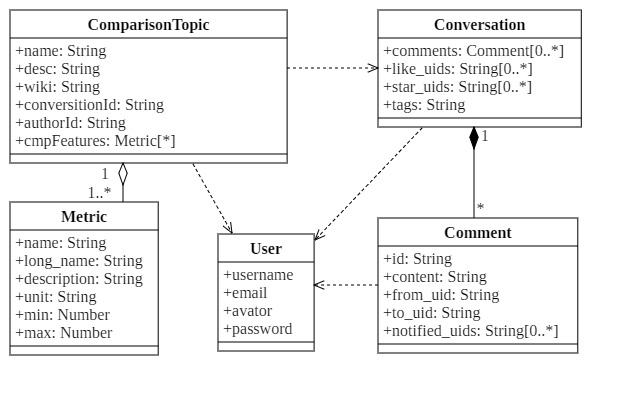 ComparisonTopic
+name: String
+desc: String
+wiki: String
+conversitionId: String
+authorId: String
+cmpFeatures: Metric[*]
Conversation
+comments: Comment[0..*]
+like_uids: String[0..*]
+star_uids: String[0..*]
+tags: String
1
1..*
1
*
Metric
+name: String
+long_name: String
+description: String
+unit: String
+min: Number
+max: Number
User
+username
+email
+avator
+password
Comment
+id: String
+content: String
+from_uid: String
+to_uid: String
+notified_uids: String[0..*]